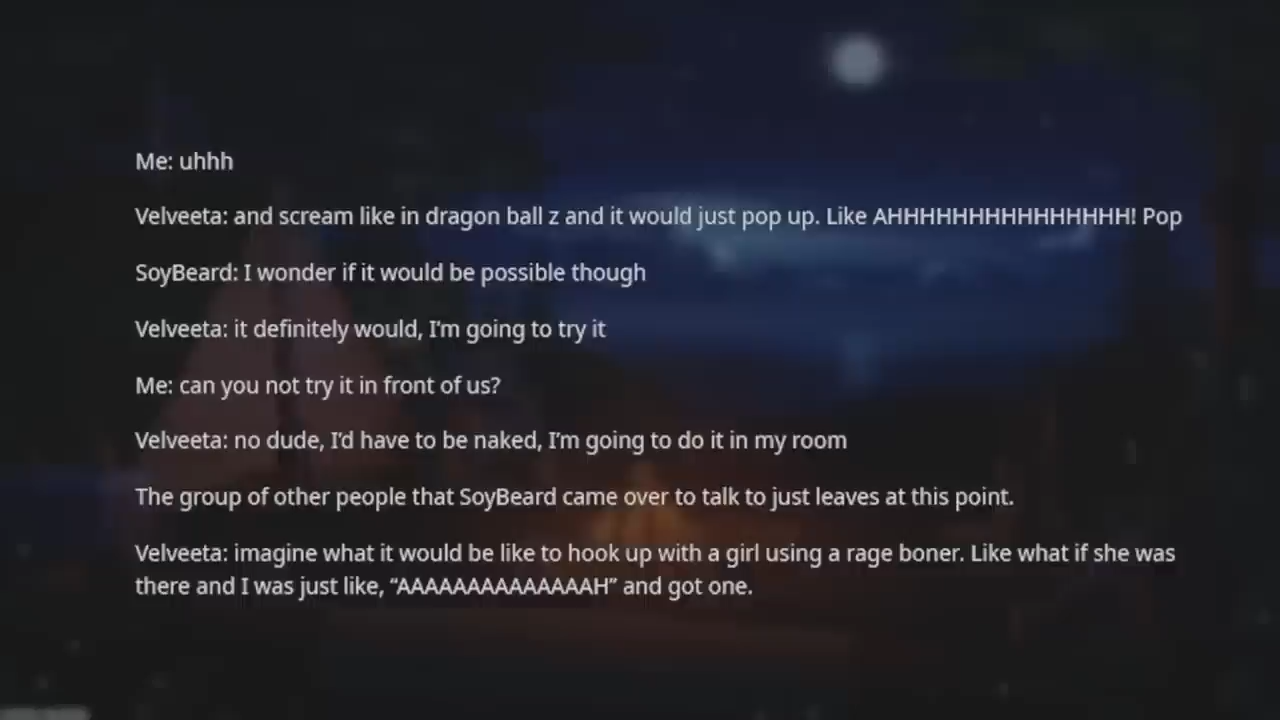 Me: uhhh
Velveeta: and scream like in dragon ball z and it would just pop up. Like AHHHHHHHHHHHHHHHH! Pop
SoyBeard: I wonder if it would be possible though
Velveeta: it definitely would, I'm going to try it
Me: can you not try it in front of us?
Velveeta: no dude, I'd have to be naked, I'm going to do it in my room
The group of other people that SoyBeard came over to talk to just leaves at this point.
Velveeta: imagine what it would be like to hook up with a girl using a rage boner. Like what if she was
there and I was just like, “AAAAAAAAAAAAAAH” and got one.